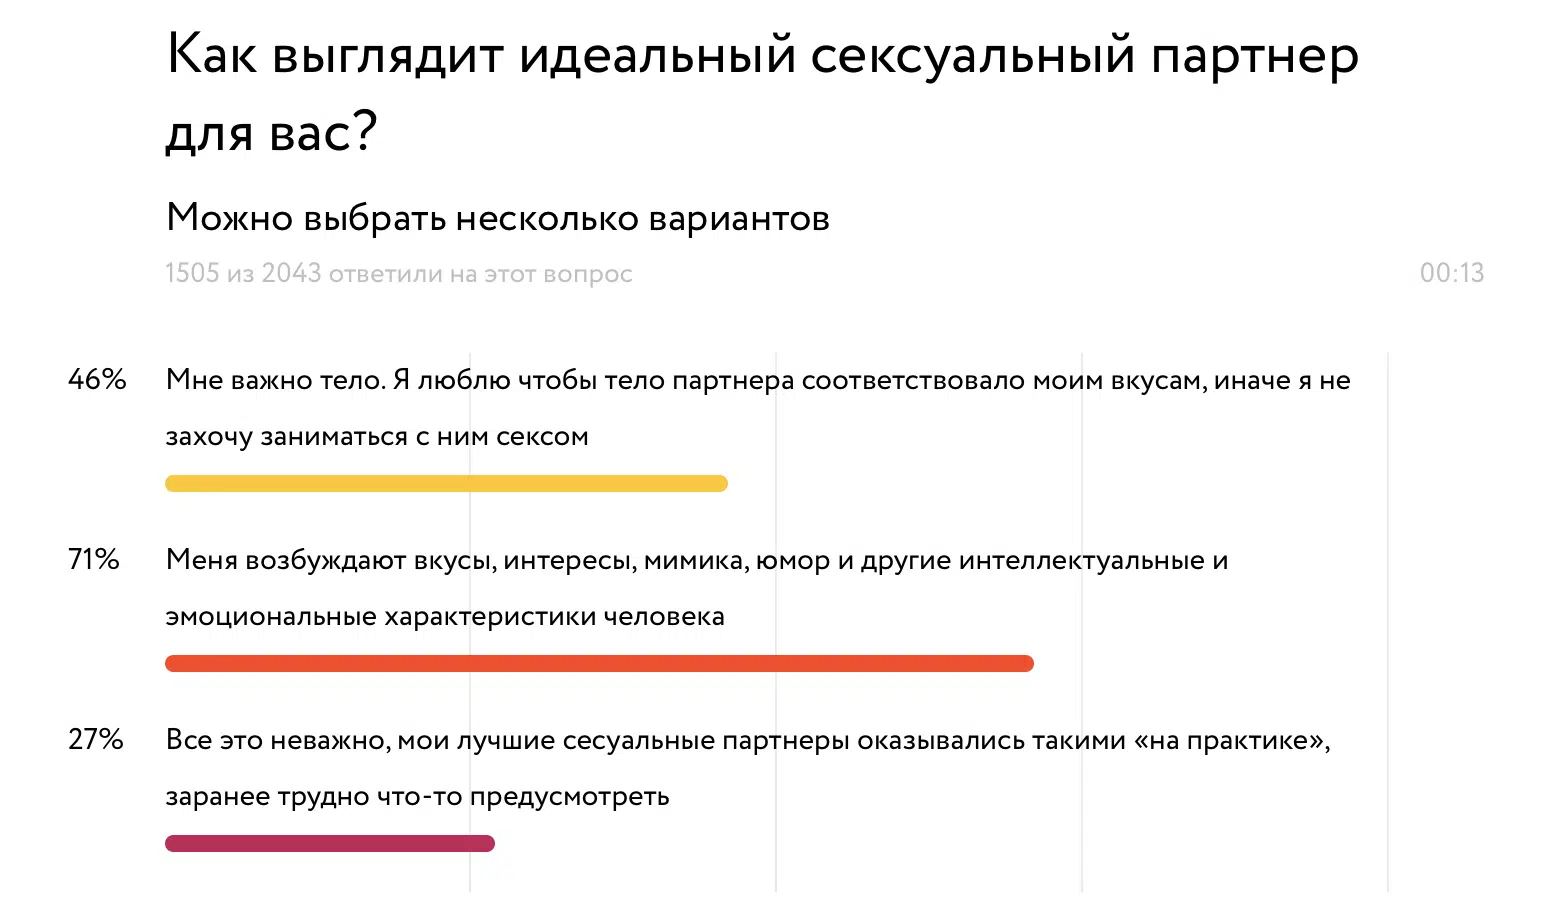 Как выглядит идеальный сексуальный партнер
для вас?
Можно выбрать несколько вариантов
1505 из 2043 ответили на этот вопрос
00:13
46%
Мне важно тело. Я люблю чтобы тело партнера соответствовало моим вкусам, иначе я не
захочу заниматься с ним сексом
71%
Меня возбуждают вкусы, интересы, мимика, юмор и другие интеллектуальные и
эмоциональные характеристики человека
27%
Все это неважно, мои лучшие сесуальные партнеры оказывались такими «на практике»,
заранее трудно что-то предусмотреть